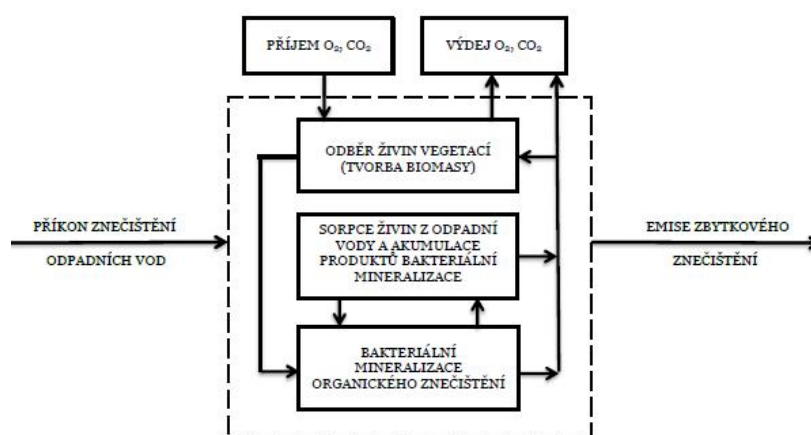 PŘÍJEM O₂, CO₂
VÝDEJ O₂, CO₂
ODBĚR ŽIVIN VEGETACÍ
(TVORBA BIOMASY)
PŘÍKON ZNEČIŠTĚNÍ
ODPADNÍCH VOD
SORPCE ŽIVIN Z ODPADNÍ
VODY A AKUMULACE
PRODUKTŮ BAKTERIÁLNÍ
MINERALIZACE
EMISE ZBYTKOVÉHO
ZNEČIŠTĚNÍ
BAKTERIÁLNÍ
MINERALIZACE
ORGANICKÉHO ZNEČIŠTĚNÍ